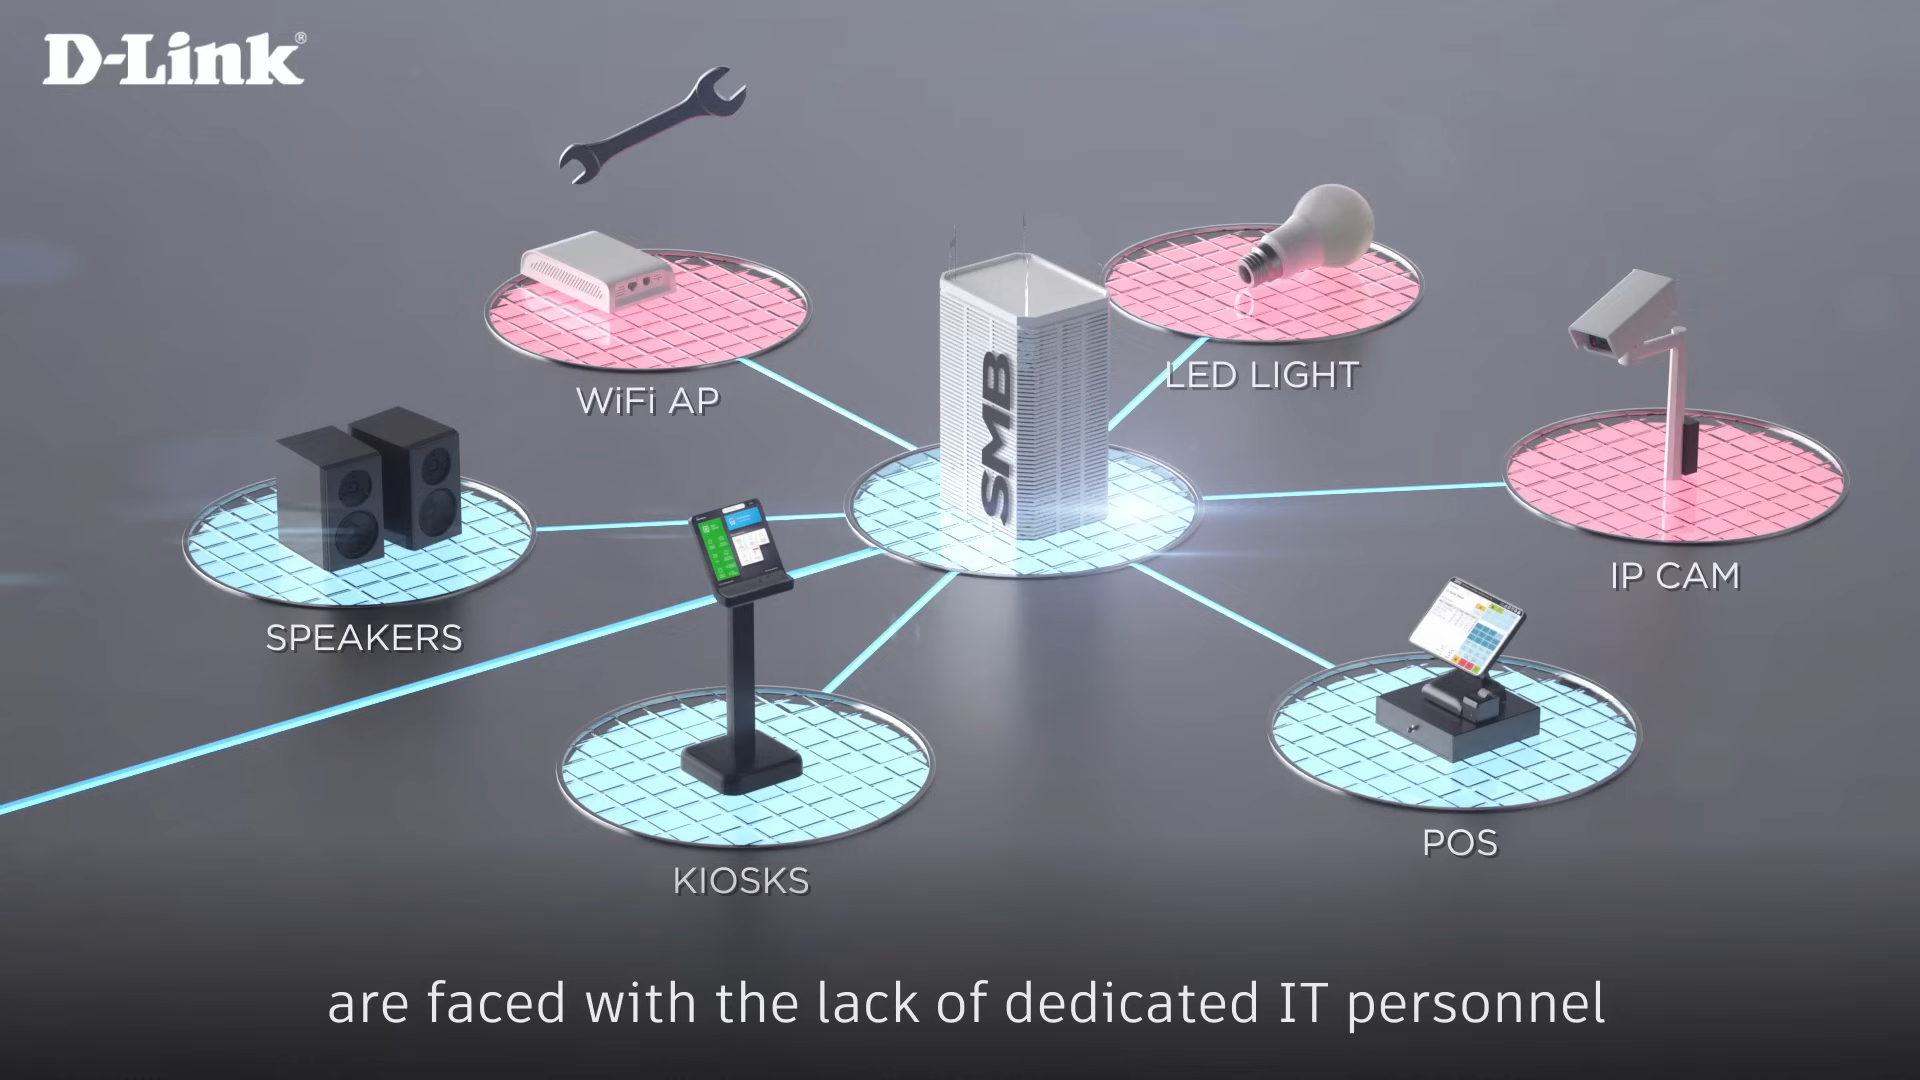 D-Link®
WiFi AP
LED LIGHT
SMB
IP CAM
SPEAKERS
POS
KIOSKS
are faced with the lack of dedicated IT personnel